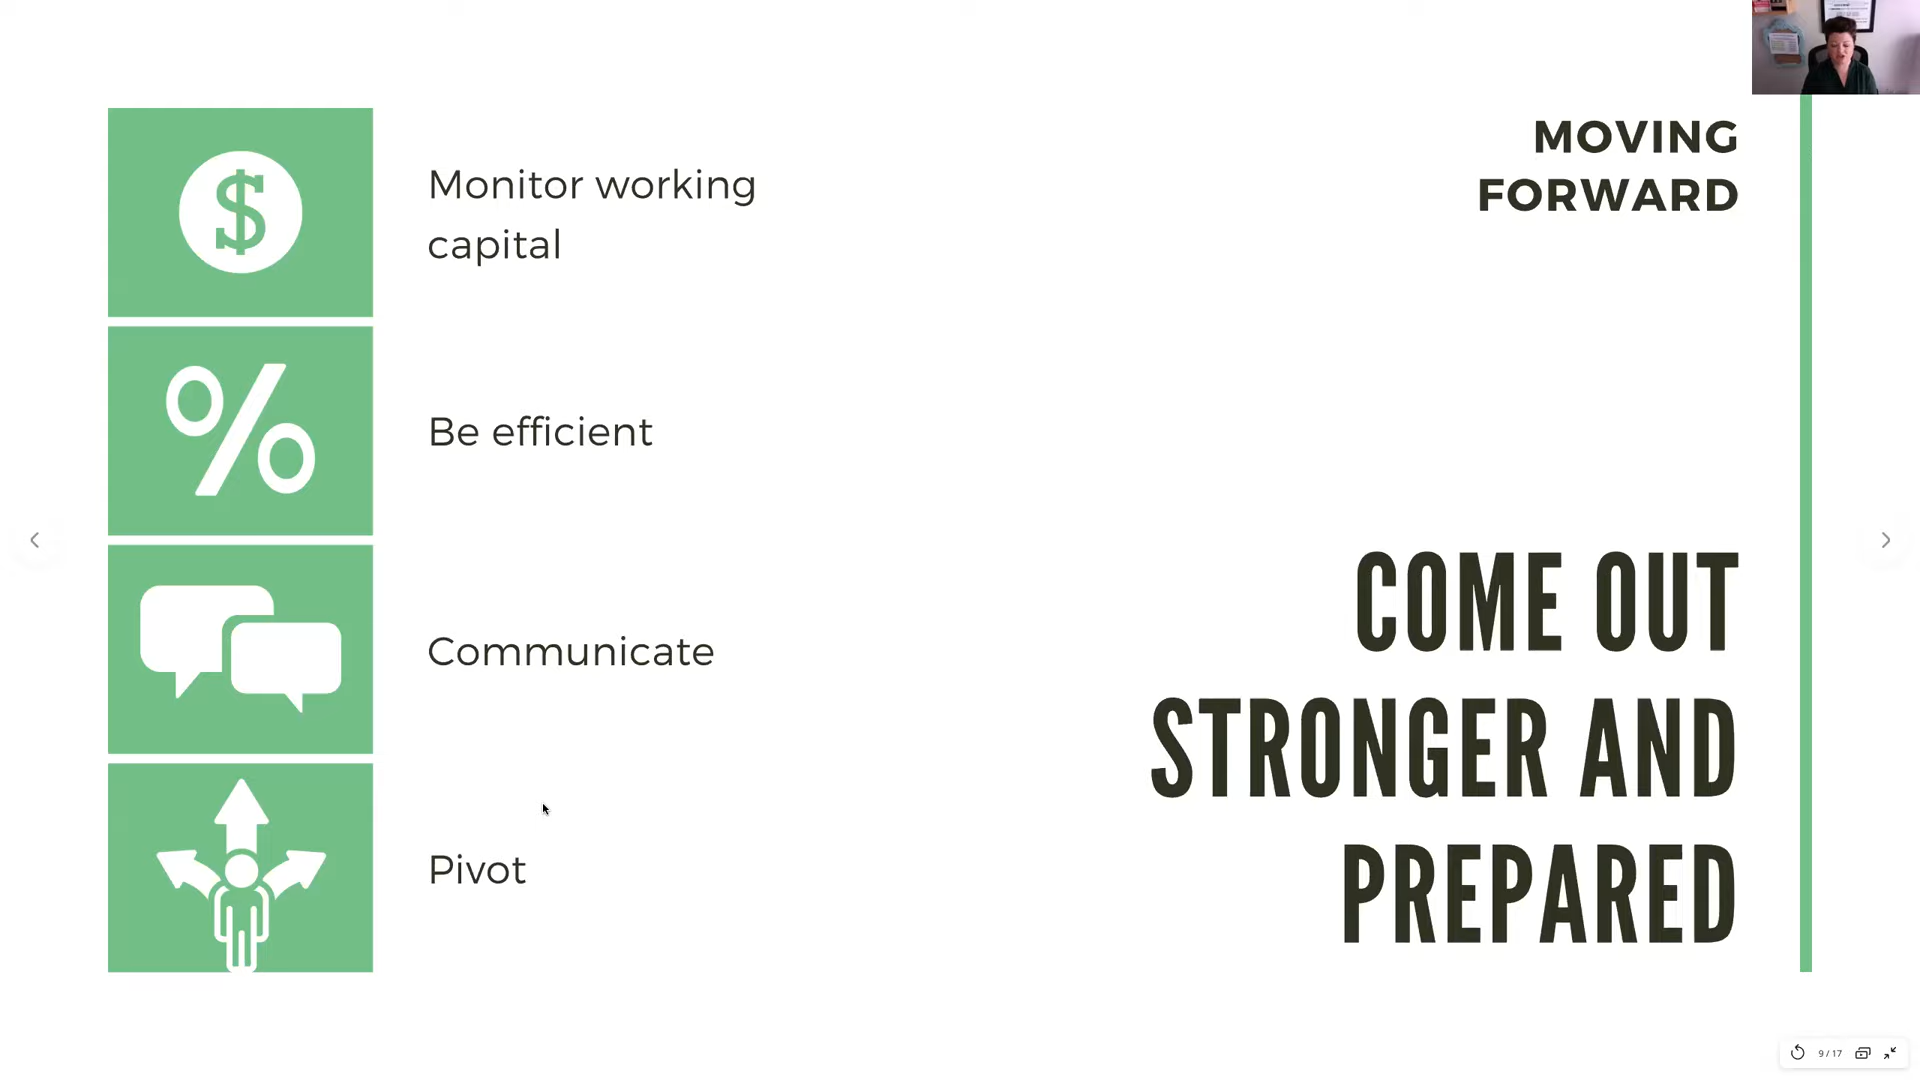 MOVING
FORWARD
$
Monitor working
capital
%
Be efficient
Communicate
Pivot
COME OUT
STRONGER AND
PREPARED
9 / 17